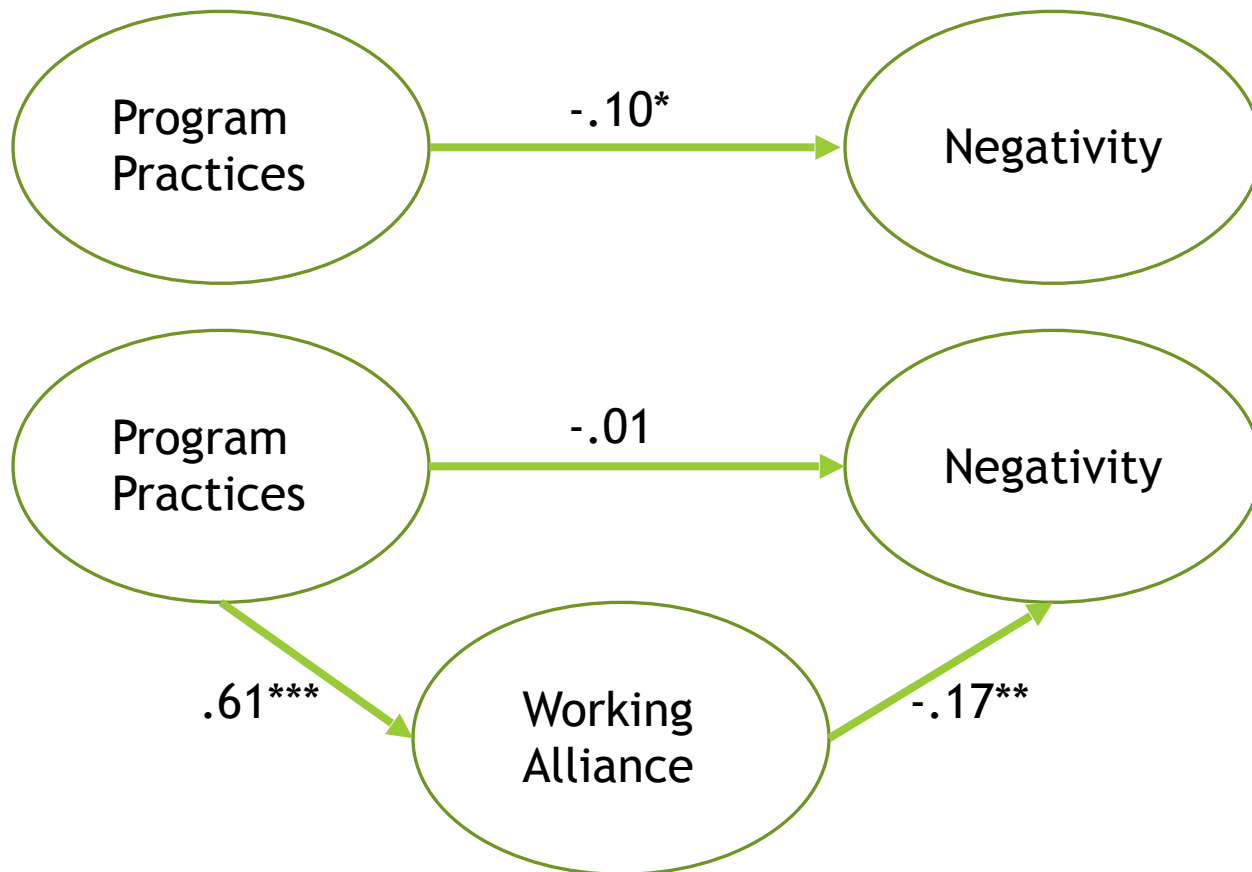 Program
Practices
-.10*
Negativity
Program
Practices
-.01
Negativity
.61***
Working
Alliance
-.17**